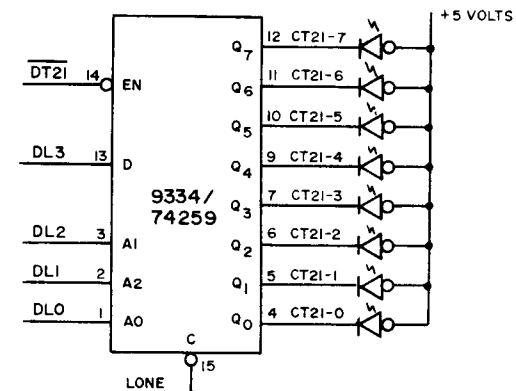 +5 VOLTS
Q7 12 CT21-7
DT21 14 EN
Q6 11 CT21-6
Q5 10 CT21-5
DL3 13 D
Q4 9 CT21-4
9334/
74259
Q3 7 CT21-3
DL2 3 A1
Q2 6 CT21-2
DL1 2 A2
Q1 5 CT21-1
DL0 1 A0
Q0 4 CT21-0
C
15
LONE